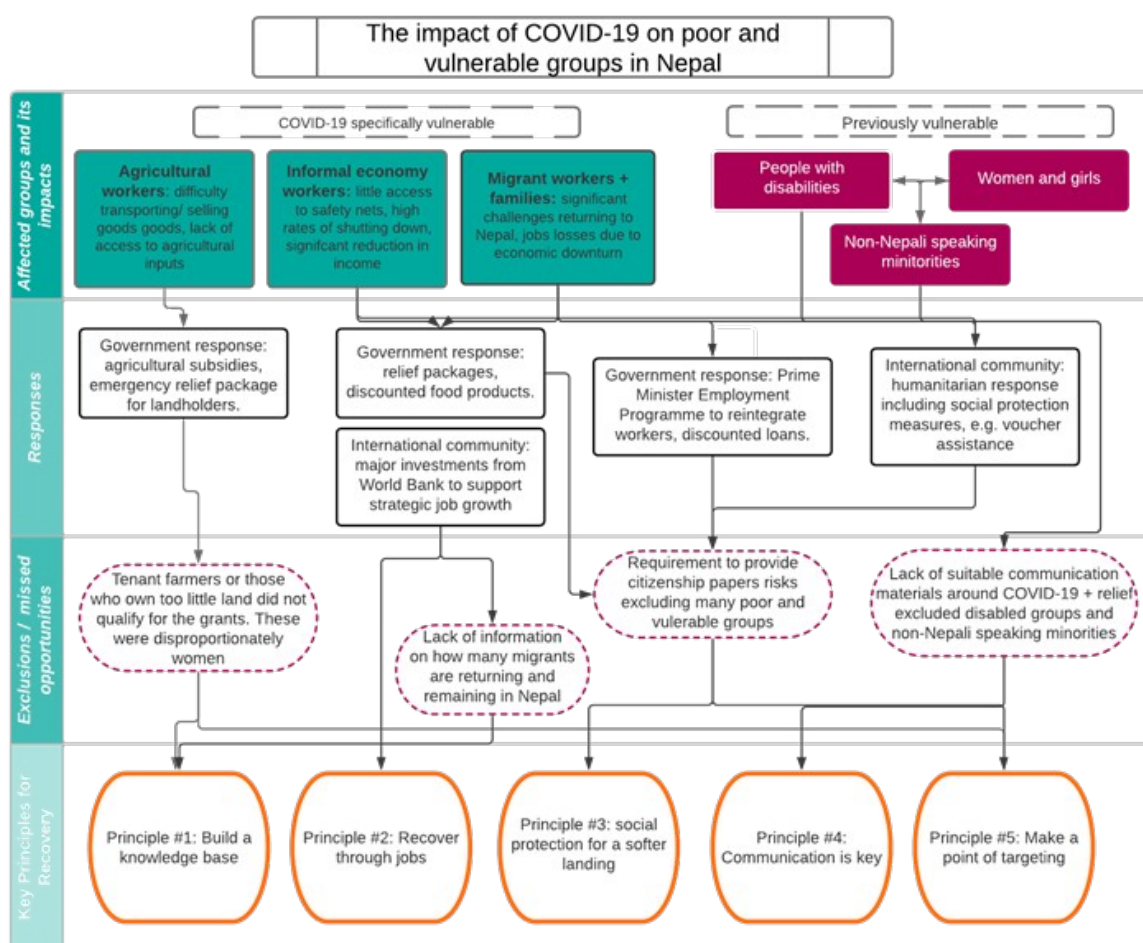 The impact of COVID-19 on poor and
vulnerable groups in Nepal
Affected groups and its
impacts
COVID-19 specifically vulnerable
Previously vulnerable
Agricultural
workers: difficulty
transporting/ selling
goods goods, lack of
access to agricultural
inputs
Informal economy
workers: little access
to safety nets, high
rates of shutting down,
signifcant reduction in
income
Migrant workers +
families: significant
challenges returning to
Nepal, jobs losses due to
economic downturn
People with
disabilities
Women and girls
Non-Nepali speaking
minitorities
Responses
Government response:
agricultural subsidies,
emergency relief package
for landholders.
Government response:
relief packages,
discounted food products.
International community:
major investments from
World Bank to support
strategic job growth
Government response: Prime
Minister Employment
Programme to reintegrate
workers, discounted loans.
International community:
humanitarian response
including social protection
measures, e.g. voucher
assistance
Exclusions / missed
opportunities
Tenant farmers or those
who own too little land did not
qualify for the grants. These
were disproportionately
women
Lack of information
on how many migrants
are returning and
remaining in Nepal
Requirement to provide
citizenship papers risks
excluding many poor and
vulerable groups
Lack of suitable communication
materials around COVID-19 + relief
excluded disabled groups and
non-Nepali speaking minorities
Key Principles for
Recovery
Principle #1: Build a
knowledge base
Principle #2: Recover
through jobs
Principle #3: social
protection for a softer
landing
Principle #4:
Communication is key
Principle #5: Make a
point of targeting